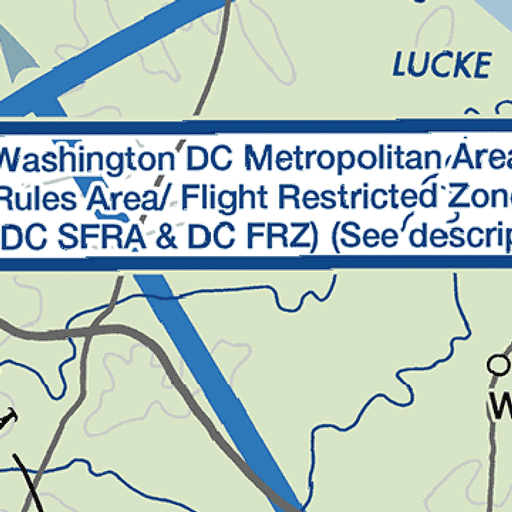 LUCKE
Washington DC Metropolitan Area
Rules Area/ Flight Restricted Zone
DC SFRA & DC FRZ) (See descrip
W